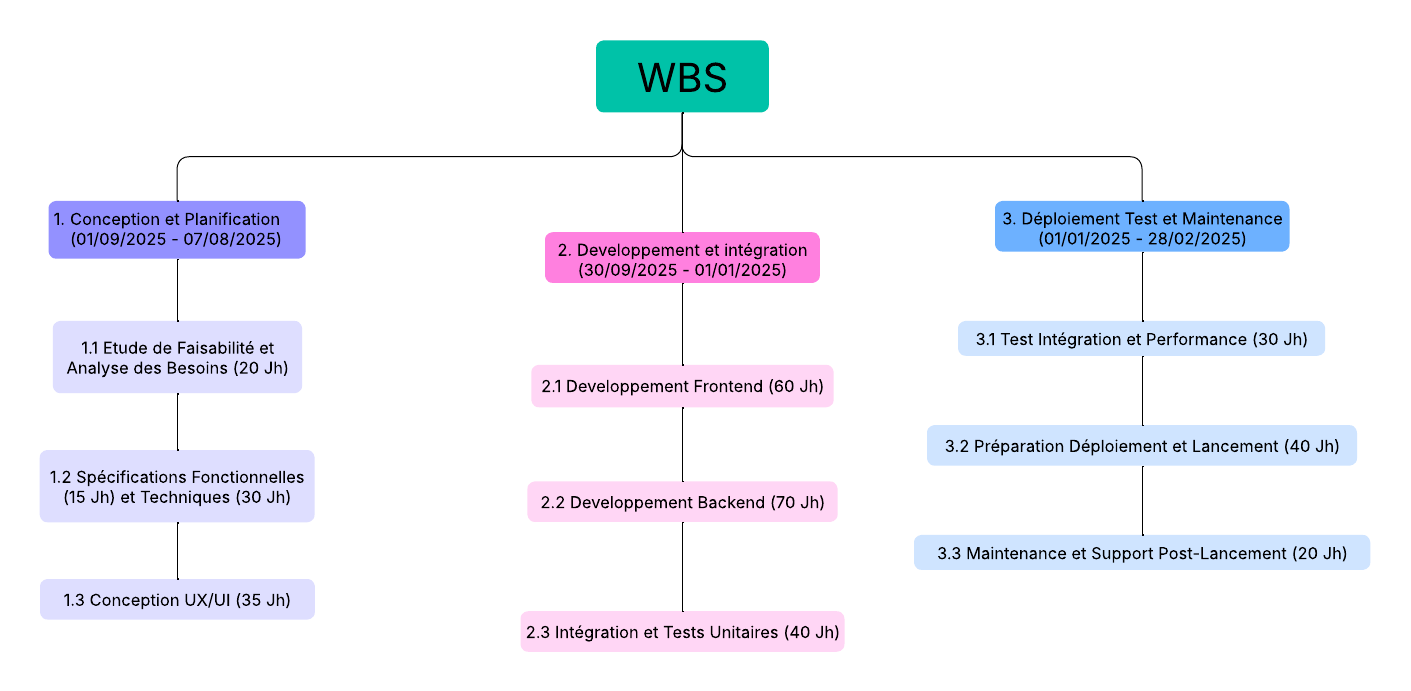 WBS
1. Conception et Planification
(01/09/2025 - 07/08/2025)
1.1 Etude de Faisabilité et
Analyse des Besoins (20 Jh)
1.2 Spécifications Fonctionnelles
(15 Jh) et Techniques (30 Jh)
1.3 Conception UX/UI (35 Jh)
2. Developpement et intégration
(30/09/2025 - 01/01/2025)
2.1 Developpement Frontend (60 Jh)
2.2 Developpement Backend (70 Jh)
2.3 Intégration et Tests Unitaires (40 Jh)
3. Déploiement Test et Maintenance
(01/01/2025 - 28/02/2025)
3.1 Test Intégration et Performance (30 Jh)
3.2 Préparation Déploiement et Lancement (40 Jh)
3.3 Maintenance et Support Post-Lancement (20 Jh)